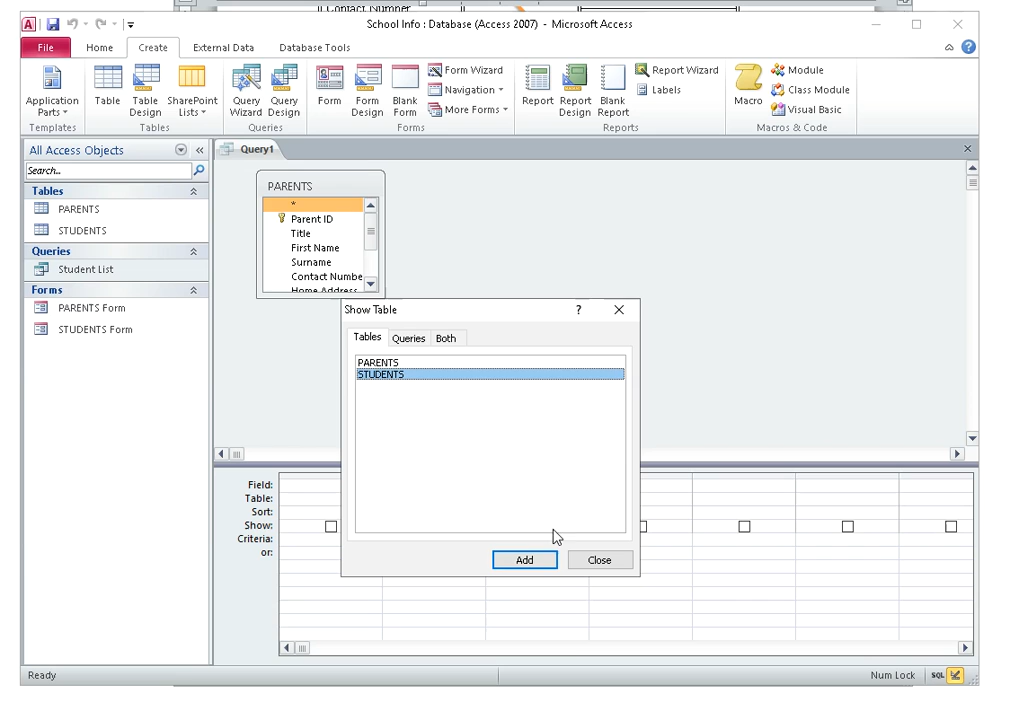 Contact Number
School Info : Database (Access 2007) - Microsoft Access
File Home Create External Data Database Tools
Application Parts Table Table Design SharePoint Lists Query Wizard Query Design Form Form Design Blank Form Form Wizard Navigation More Forms Report Report Design Blank Report Report Wizard Labels Macro Module Class Module Visual Basic
Templates Tables Queries Forms Reports Macros & Code
All Access Objects
Search..
Tables
PARENTS
STUDENTS
Queries
Student List
Forms
PARENTS Form
STUDENTS Form
Query1
PARENTS
*
Parent ID
Title
First Name
Surname
Contact Numbe
Home Address
Show Table ?
Tables Queries Both
PARENTS
STUDENTS
Add Close
Field:
Table:
Sort:
Show:
Criteria:
or:
Ready Num Lock SQL